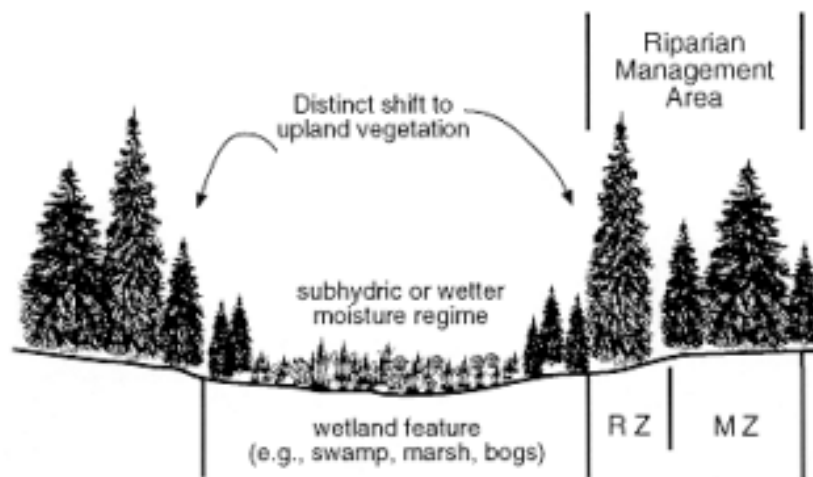 Riparian
Management
Area
Distinct shift to
upland vegetation
subhydric or wetter
moisture regime
wetland feature
(e.g., swamp, marsh, bogs)
R Z
M Z